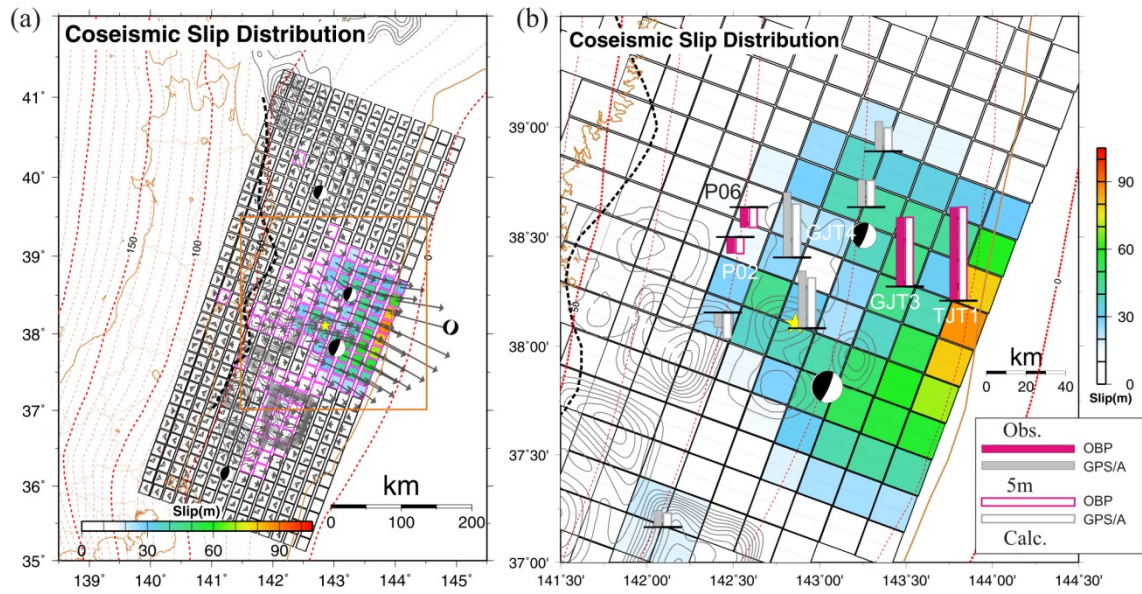 (a)
Coseismic Slip Distribution
41°
40°
39°
38°
37°
36°
35°
150
100
50
0
0
km
0 100 200
Slip(m)
0 30 60 90
139° 140° 141° 142° 143° 144° 145°
(b)
Coseismic Slip Distribution
39°00'
38°30'
38°00'
37°30'
37°00'
P06
P02
GJT4
GJT3
TJT1
50
0
km
0 20 40
90
60
30
0
Slip(m)
Obs.
OBP
GPS/A
5m
OBP
GPS/A
Calc.
141°30' 142°00' 142°30' 143°00' 143°30' 144°00' 144°30'